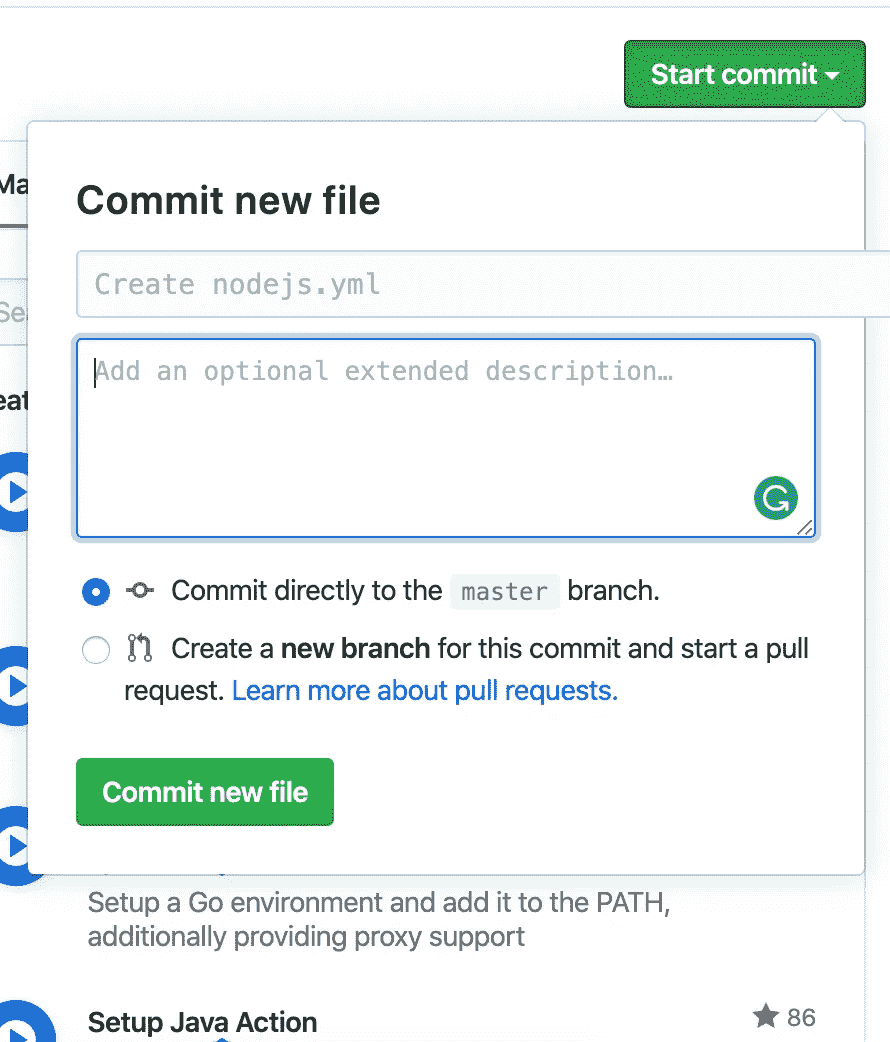 Start commit
Ma
Commit new file
Create nodejs.yml
Se
Add an optional extended description…
eat
Commit directly to the master branch.
Create a new branch for this commit and start a pull
request. Learn more about pull requests.
Commit new file
Setup a Go environment and add it to the PATH,
additionally providing proxy support
Setup Java Action
86